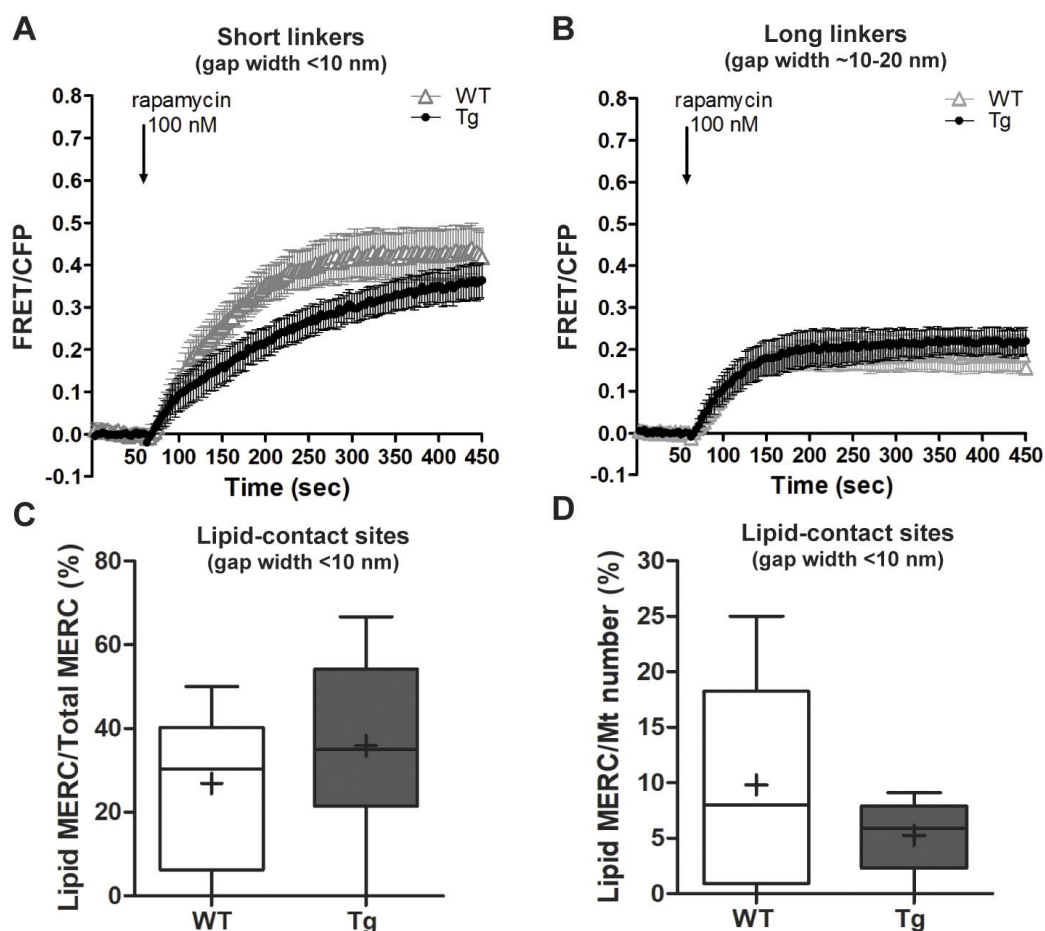 A
Short linkers
(gap width <10 nm)
rapamycin
100 nM
WT
Tg
FRET/CFP
0.8
0.7
0.6
0.5
0.4
0.3
0.2
0.1
0.0
-0.1
50 100 150 200 250 300 350 400 450
Time (sec)
B
Long linkers
(gap width ~10-20 nm)
rapamycin
100 nM
WT
Tg
FRET/CFP
0.8
0.7
0.6
0.5
0.4
0.3
0.2
0.1
0.0
-0.1
50 100 150 200 250 300 350 400 450
Time (sec)
C
Lipid-contact sites
(gap width <10 nm)
Lipid MERC/Total MERC (%)
80
60
40
20
0
WT Tg
D
Lipid-contact sites
(gap width <10 nm)
Lipid MERC/Mt number (%)
30
25
20
15
10
5
0
WT Tg